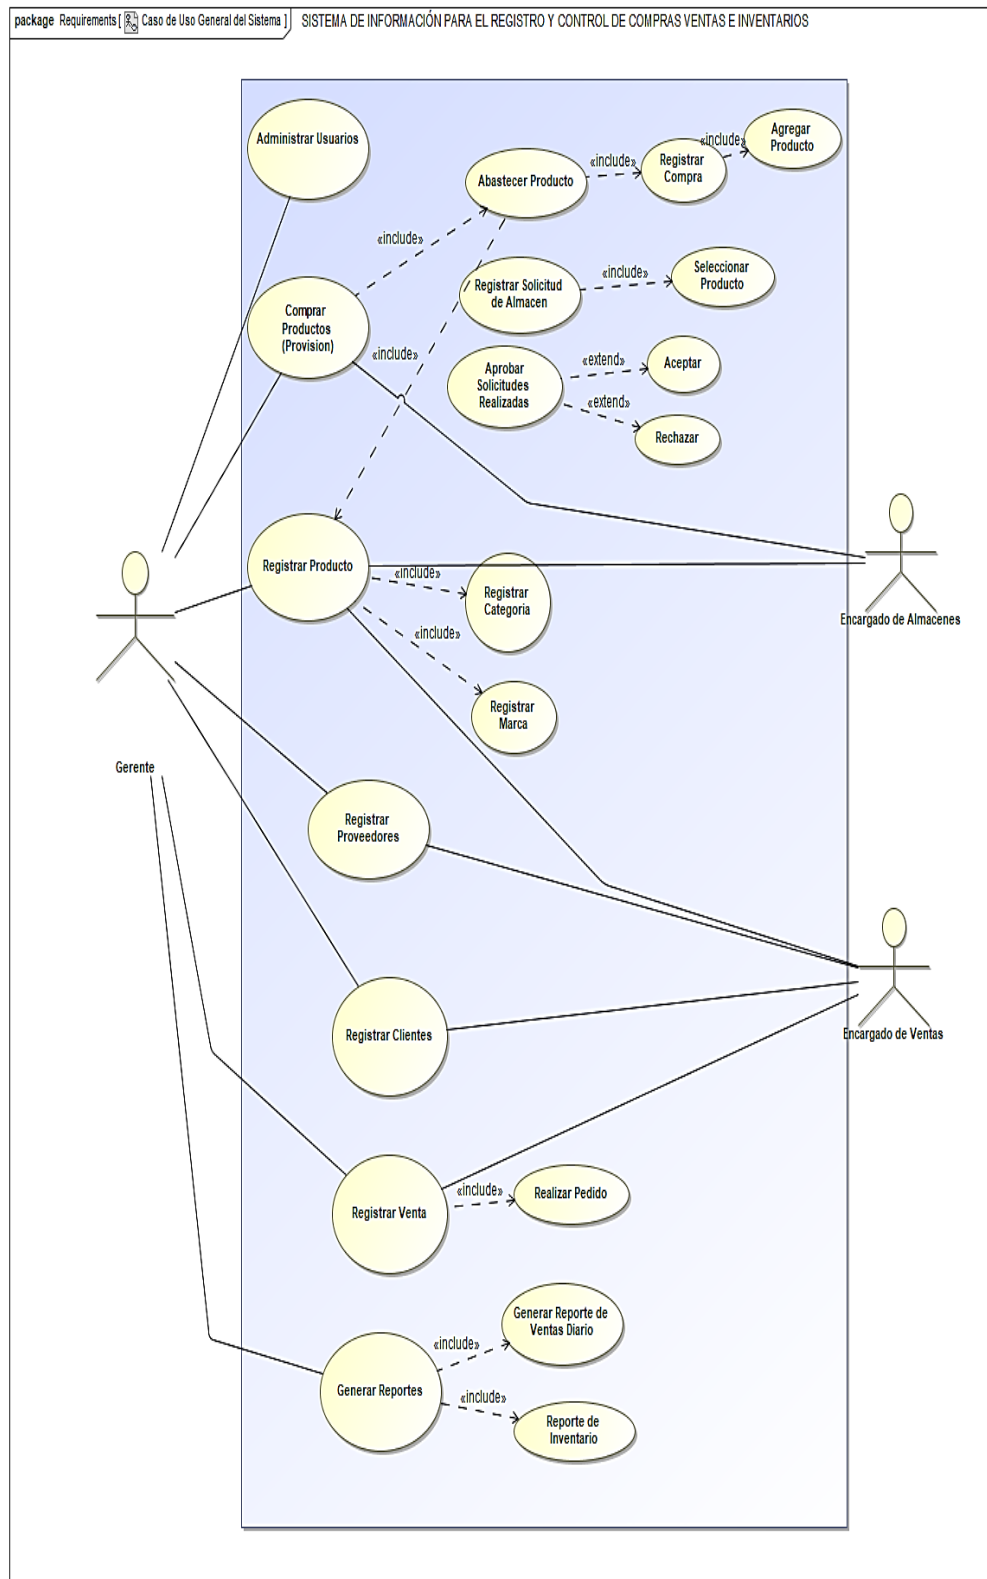 package Requirements [ Caso de Uso General del Sistema ] SISTEMA DE INFORMACIÓN PARA EL REGISTRO Y CONTROL DE COMPRAS VENTAS E INVENTARIOS
Administrar Usuarios
Abastecer Producto
«include»
Registrar
Compra
«include»
Agregar
Producto
«include»
Comprar
Productos
(Provision)
Registrar Solicitud
de Almacen
«include»
Seleccionar
Producto
«include»
Aprobar
Solicitudes
Realizadas
«extend»
Aceptar
«extend»
Rechazar
Registrar Producto
«include»
Registrar
Categoria
«include»
Registrar
Marca
Encargado de Almacenes
Gerente
Registrar
Proveedores
Registrar Clientes
Encargado de Ventas
Registrar Venta
«include»
Realizar Pedido
Generar Reportes
«include»
Generar Reporte de
Ventas Diario
«include»
Reporte de
Inventario